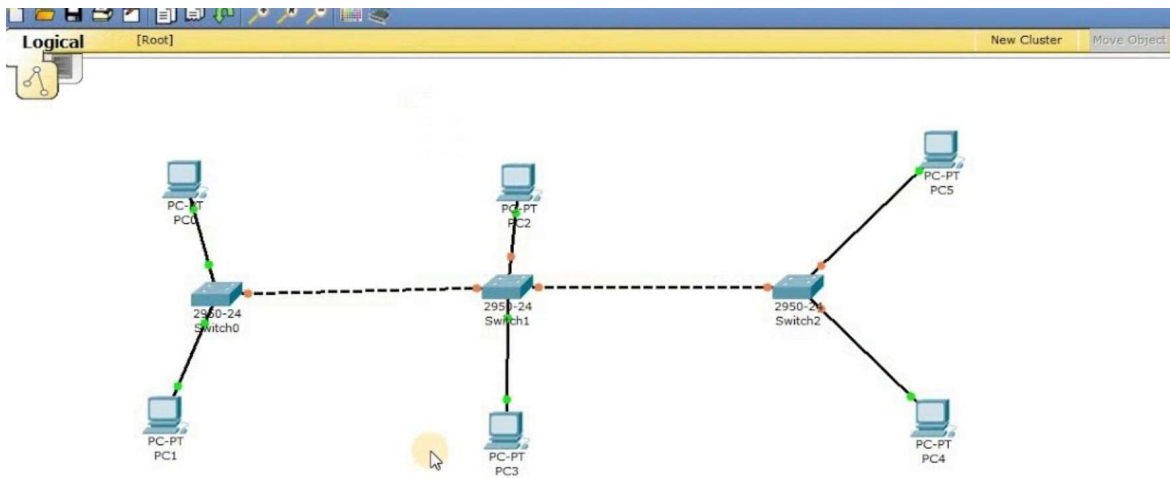 Logical
[Root]
New Cluster
Move Object
PC-PT
PC5
PC-PT
PC0
PC-PT
PC2
2950-24
Switch0
2950-24
Switch1
2950-24
Switch2
PC-PT
PC1
PC-PT
PC3
PC-PT
PC4